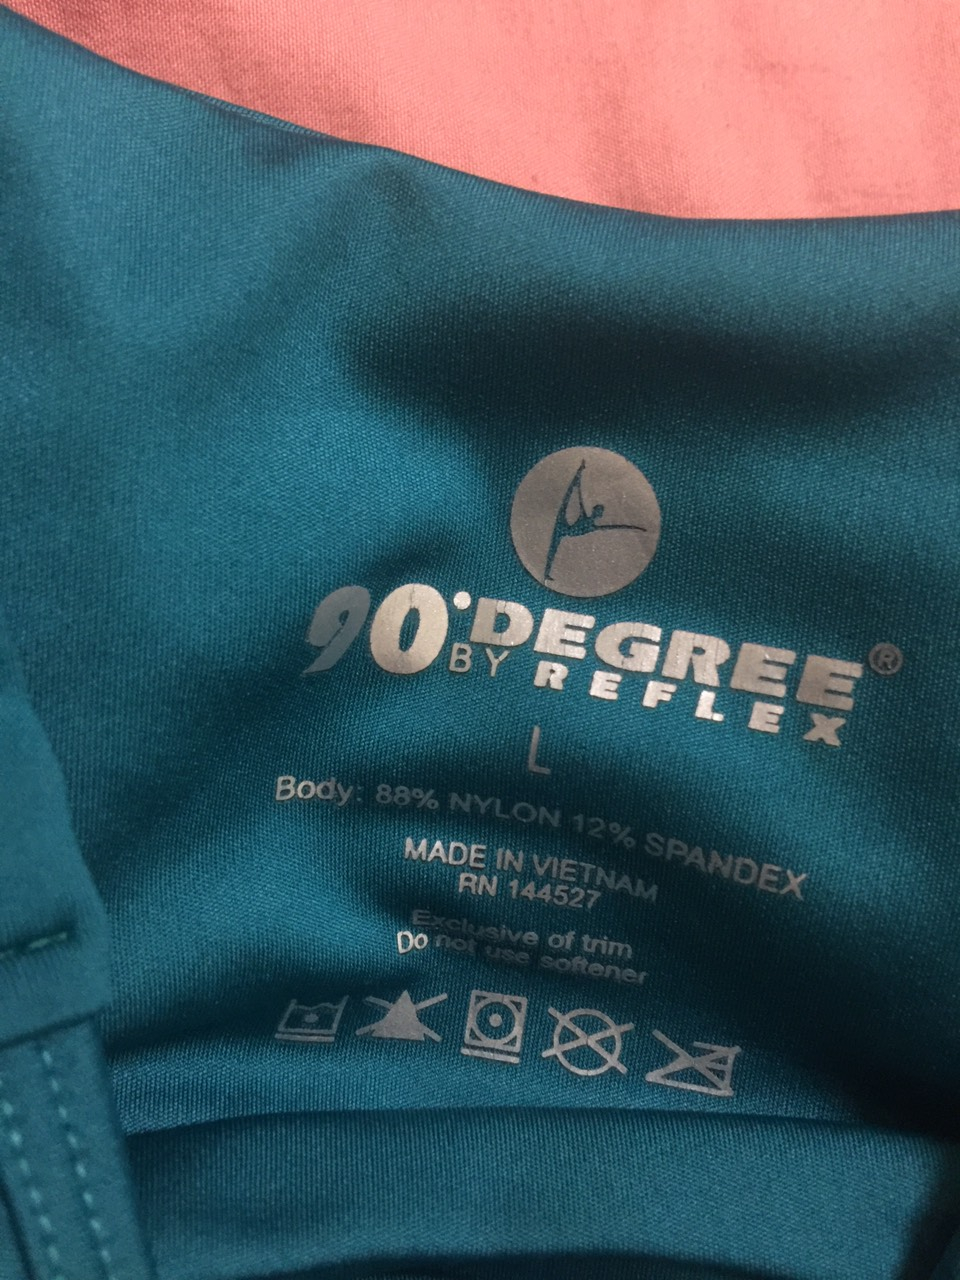 90°DEGREE®
BY REFLEX
L
Body: 88% NYLON 12% SPANDEX
MADE IN VIETNAM
RN 144527
Exclusive of trim
Do not use softener